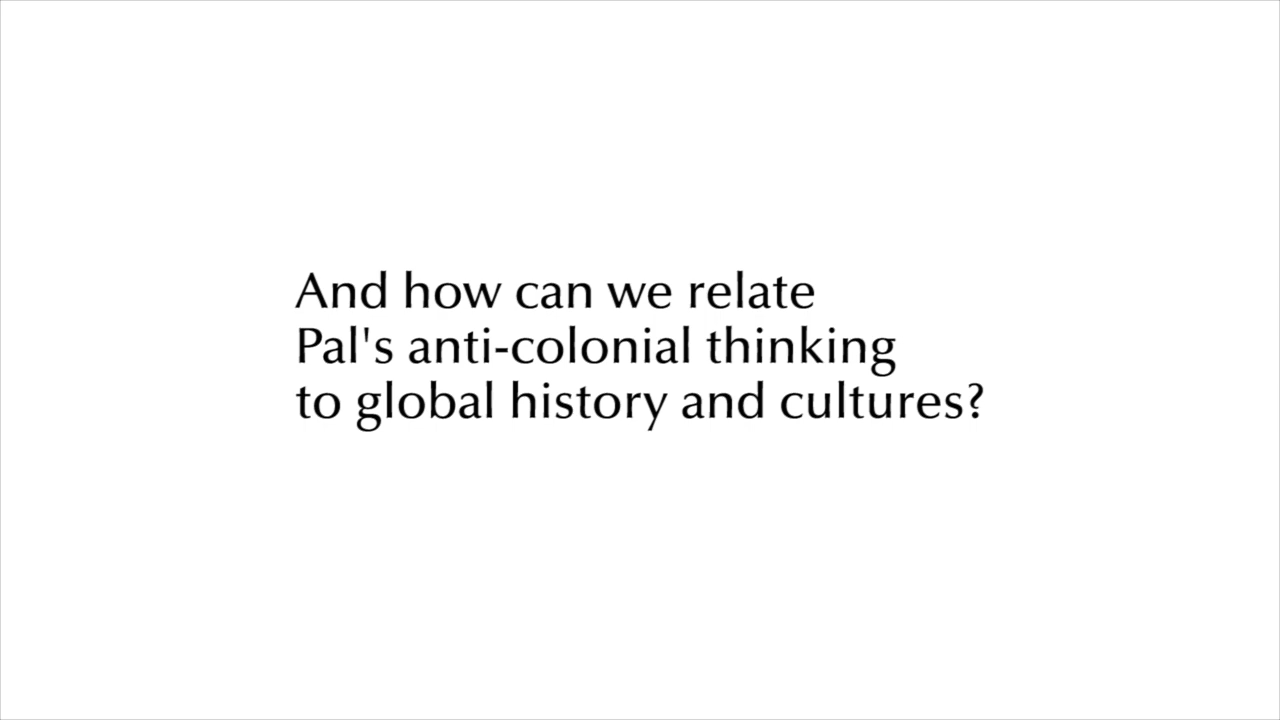 And how can we relate
Pal's anti-colonial thinking
to global history and cultures?